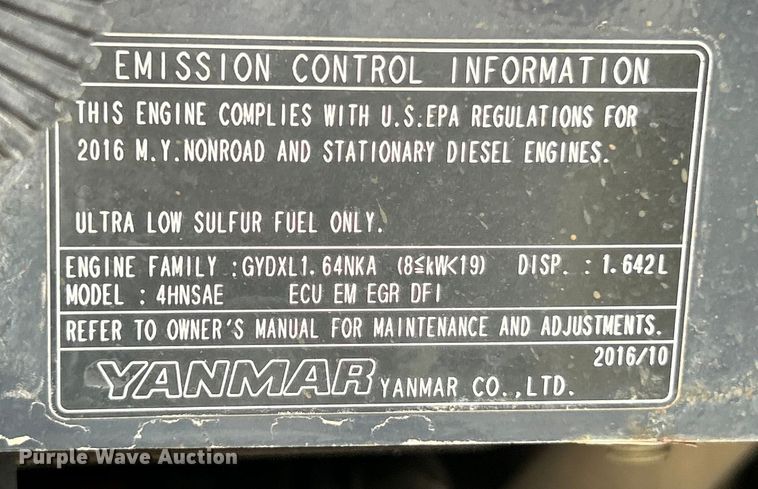 EMISSION CONTROL INFORMATION
THIS ENGINE COMPLIES WITH U.S.EPA REGULATIONS FOR
2016 M.Y.NONROAD AND STATIONARY DIESEL ENGINES.
ULTRA LOW SULFUR FUEL ONLY.
ENGINE FAMILY :GYDXL1.64NKA (8≤kW<19) DISP. : 1.642L
MODEL : 4HNSAE ECU EM EGR DFI
REFER TO OWNER'S MANUAL FOR MAINTENANCE AND ADJUSTMENTS.
2016/10
YANMAR YANMAR CO.,LTD.
Purple Wave Auction